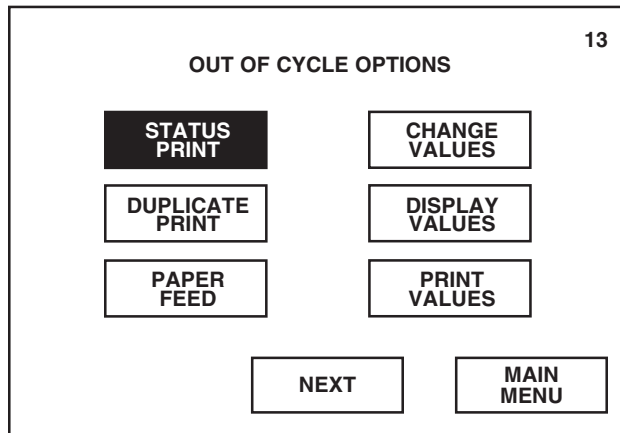 13
OUT OF CYCLE OPTIONS
STATUS
PRINT
CHANGE
VALUES
DUPLICATE
PRINT
DISPLAY
VALUES
PAPER
FEED
PRINT
VALUES
NEXT
MAIN
MENU